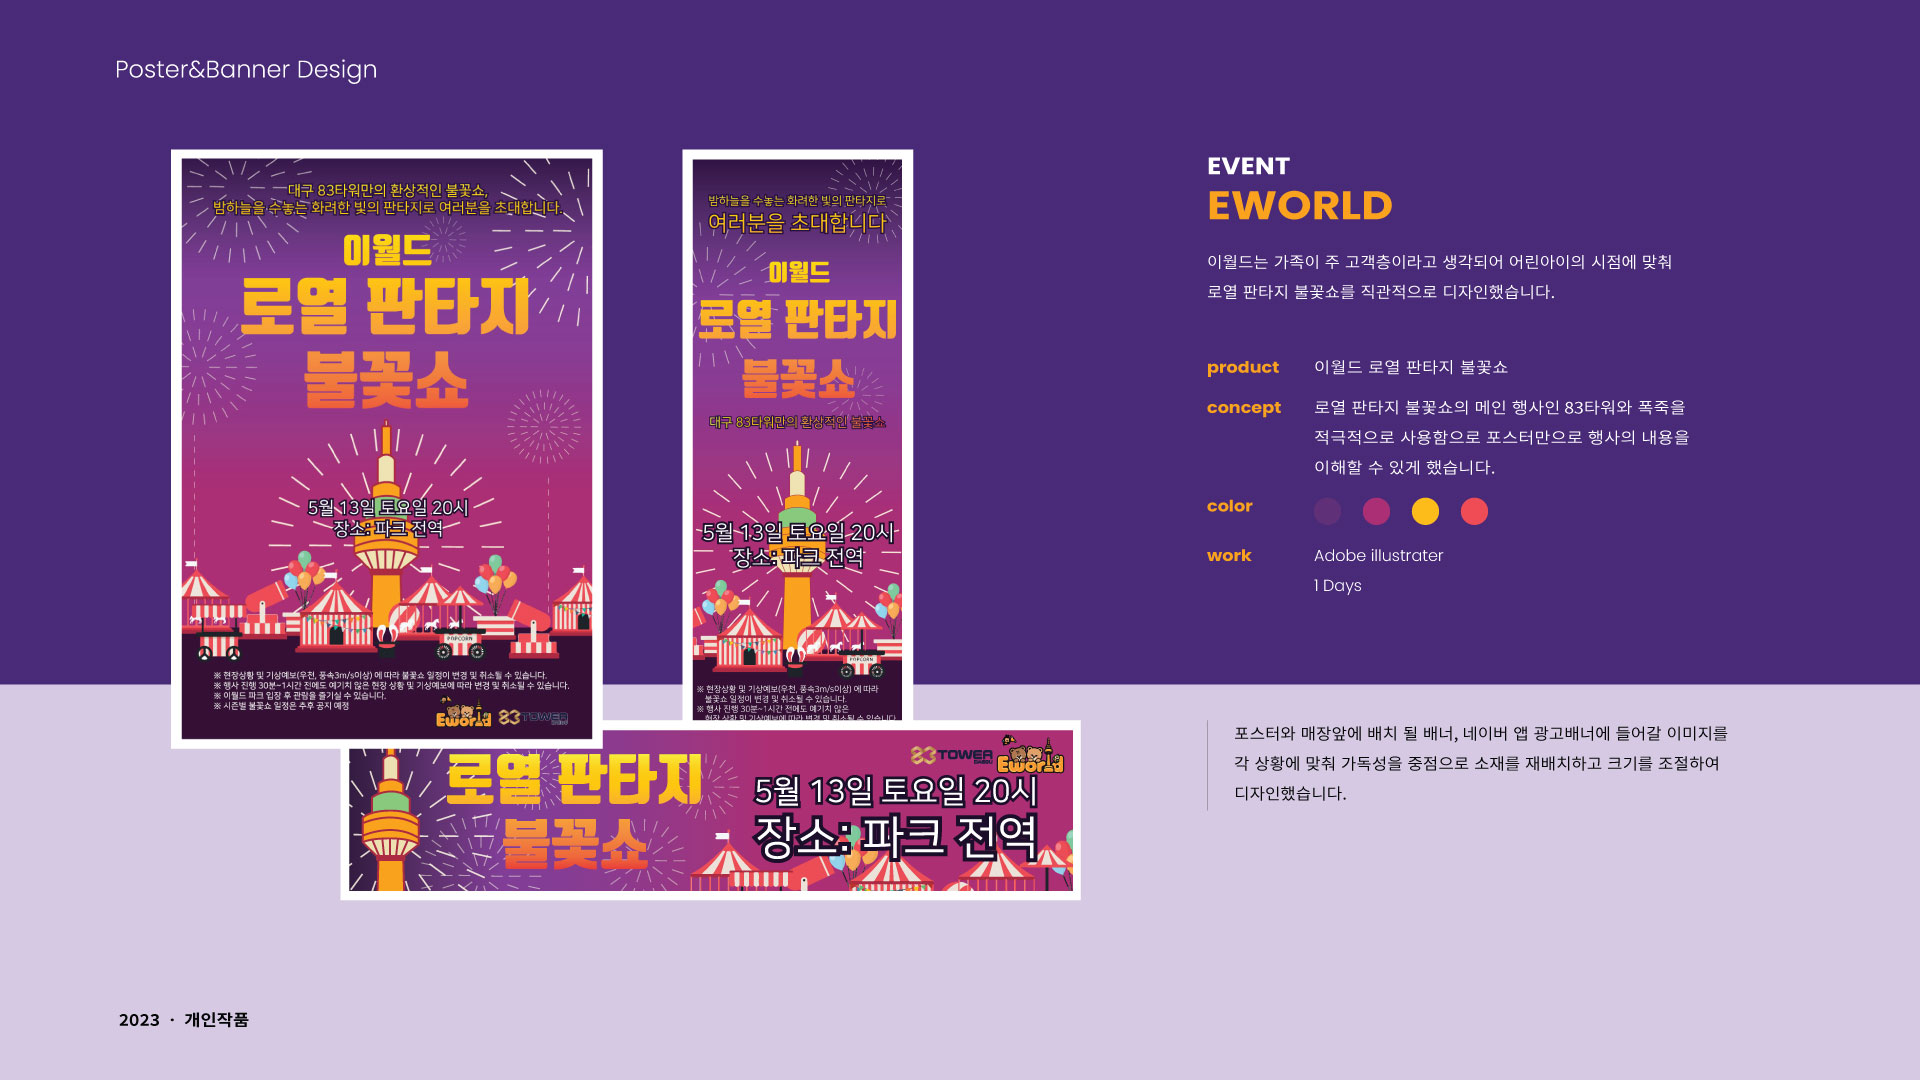 Poster&Banner Design
대구 83타워만의 환상적인 불꽃쇼,
밤하늘을 수놓는 화려한 빛의 판타지로 여러분을 초대합니다.
이월드
로열 판타지
불꽃쇼
5월 13일 토요일 20시
장소: 파크 전역
POPCORN
※ 현장상황 및 기상예보(우천, 풍속3m/s이상) 에 따라 불꽃쇼 일정이 변경 및 취소될 수 있습니다.
※ 행사 진행 30분~1시간 전에도 예기치 않은 현장 상황 및 기상예보에 따라 변경 및 취소될 수 있습니다.
※ 이월드 파크 입장 후 관람을 즐기실 수 있습니다.
※ 시즌별 불꽃쇼 일정은 추후 공지 예정
Eworld 83TOWER
밤하늘을 수놓는 화려한 빛의 판타지로
여러분을 초대합니다
이월드
로열 판타지
불꽃쇼
대구 83타워만의 환상적인 불꽃쇼
5월 13일 토요일 20시
장소: 파크 전역
POPCORN
※ 현장상황 및 기상예보(우천, 풍속3m/s이상) 에 따라
불꽃쇼 일정이 변경 및 취소될 수 있습니다.
※ 행사 진행 30분~1시간 전에도 예기치 않은
현장 상황 및 기상예보에 따라 변경 및 취소될 수 있습니다
로열 판타지
불꽃쇼
83TOWER Eworld
5월 13일 토요일 20시
장소: 파크 전역
EVENT
EWORLD
이월드는 가족이 주 고객층이라고 생각되어 어린아이의 시점에 맞춰
로열 판타지 불꽃쇼를 직관적으로 디자인했습니다.
product 이월드 로열 판타지 불꽃쇼
concept 로열 판타지 불꽃쇼의 메인 행사인 83타워와 폭죽을
적극적으로 사용함으로 포스터만으로 행사의 내용을
이해할 수 있게 했습니다.
color
work Adobe illustrater
1 Days
포스터와 매장앞에 배치 될 배너, 네이버 앱 광고배너에 들어갈 이미지를
각 상황에 맞춰 가독성을 중점으로 소재를 재배치하고 크기를 조절하여
디자인했습니다.
2023 · 개인작품